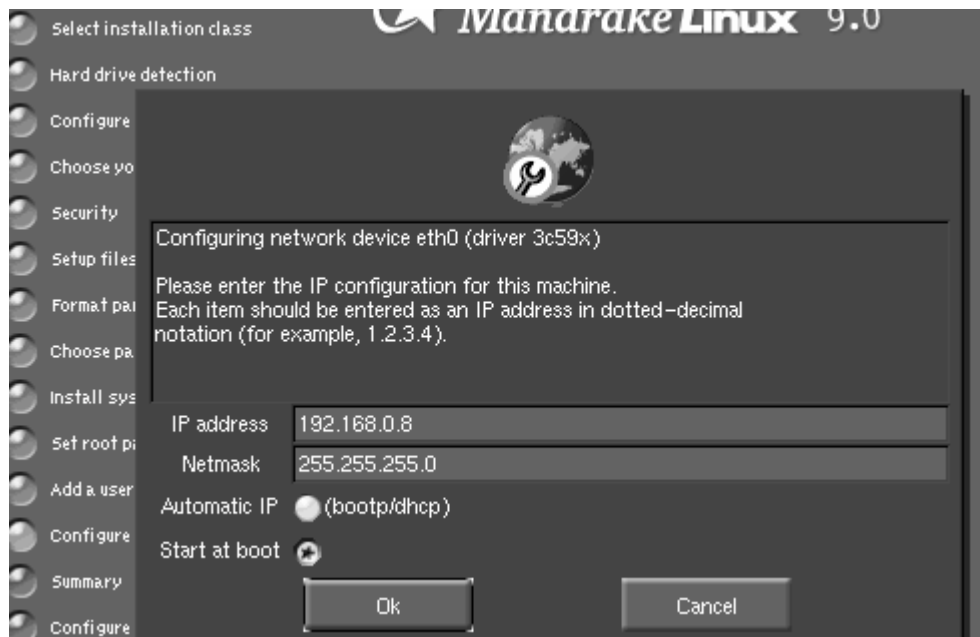 Mandrake Linux 9.0
Select installation class
Hard drive detection
Configure
Choose yo
Security
Setup files
Format par
Choose pa
Install sys
Set root pa
Add a user
Configure
Summary
Configure
Configuring network device eth0 (driver 3c59x)
Please enter the IP configuration for this machine.
Each item should be entered as an IP address in dotted-decimal
notation (for example, 1.2.3.4).
IP address 192.168.0.8
Netmask 255.255.255.0
Automatic IP (bootp/dhcp)
Start at boot
Ok Cancel